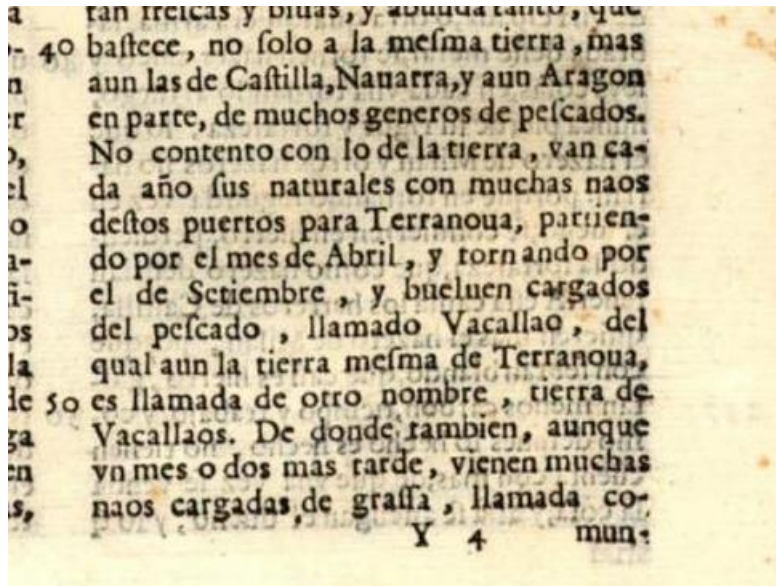 tan frescas y biuas, y abunda tanto, que
40 bastece, no solo a la mesma tierra, mas
aun las de Castilla, Nauarra, y aun Aragon
en parte, de muchos generos de pescados.
No contento con lo de la tierra, van ca-
da año sus naturales con muchas naos
destos puertos para Terranoua, partien-
do por el mes de Abril, y tornando por
el de Setiembre, y bueluen cargados
del pescado, llamado Vacallao, del
qual aun la tierra mesma de Terranoua,
50 es llamada de otro nombre, tierra de
Vacallaos. De donde tambien, aunque
vn mes o dos mas tarde, vienen muchas
naos cargadas de grassa, llamada co-
Y 4 mun-